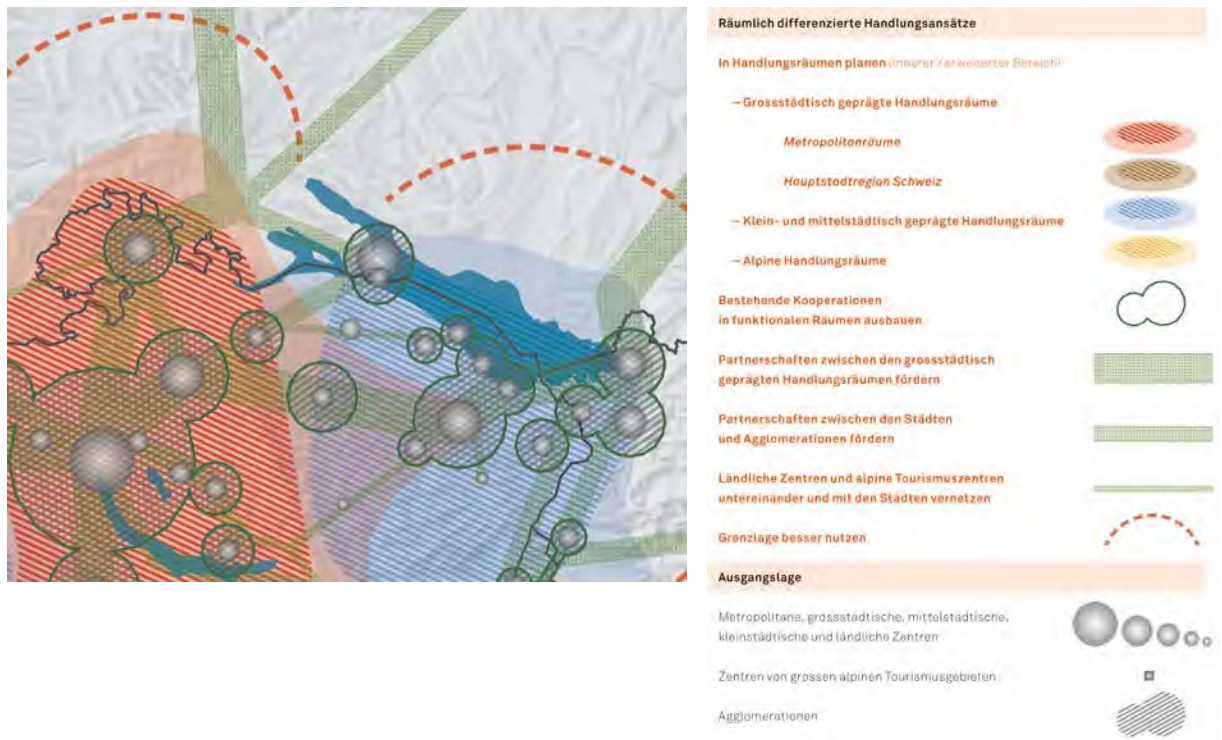 Räumlich differenzierte Handlungsansätze
In Handlungsräumen planen (innerer / erweiterter Bereich)
– Grossstädtisch geprägte Handlungsräume
Metropolitanräume
Hauptstadtregion Schweiz
– Klein- und mittelstädtisch geprägte Handlungsräume
– Alpine Handlungsräume
Bestehende Kooperationen
in funktionalen Räumen ausbauen
Partnerschaften zwischen den grossstädtisch
geprägten Handlungsräumen fördern
Partnerschaften zwischen den Städten
und Agglomerationen fördern
Ländliche Zentren und alpine Tourismuszentren
untereinander und mit den Städten vernetzen
Grenzlage besser nutzen
Ausgangslage
Metropolitane, grossstädtische, mittelstädtische,
kleinstädtische und ländliche Zentren
Zentren von grossen alpinen Tourismusgebieten
Agglomerationen